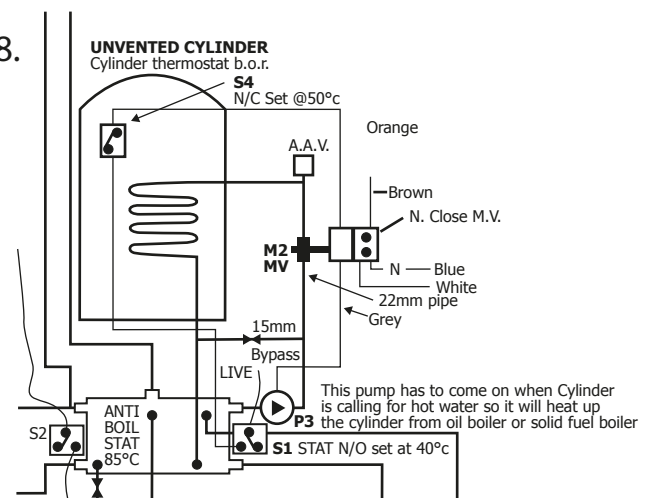 8.
UNVENTED CYLINDER
Cylinder thermostat b.o.r.
S4
N/C Set @50°c
Orange
A.A.V.
Brown
N. Close M.V.
M2
MV
N
Blue
White
22mm pipe
Grey
15mm
Bypass
LIVE
This pump has to come on when Cylinder
is calling for hot water so it will heat up
the cylinder from oil boiler or solid fuel boiler
P3
ANTI
BOIL
STAT
85°C
S2
S1 STAT N/O set at 40°c